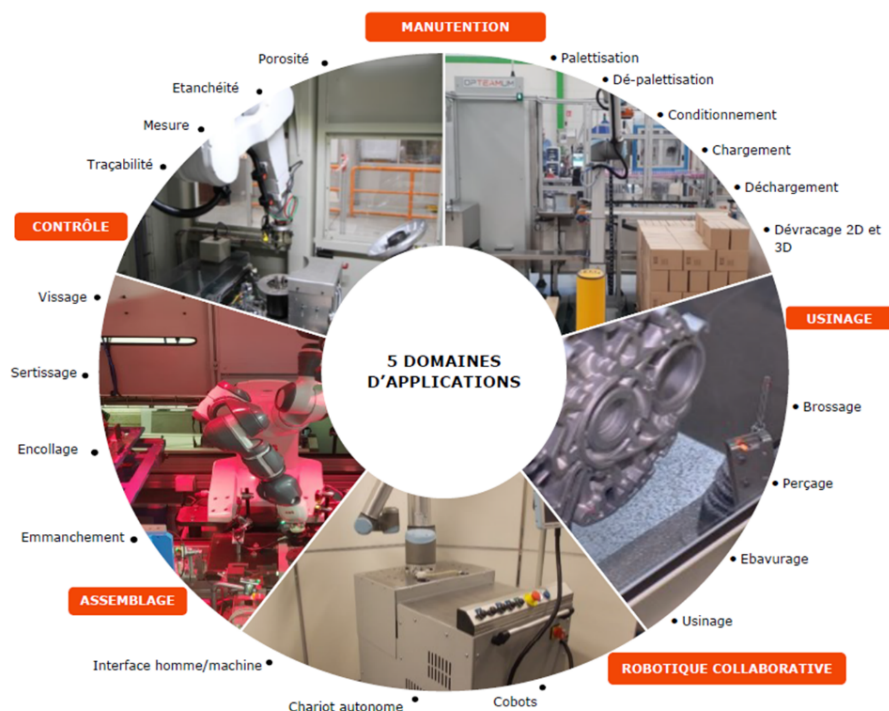 MANUTENTION
Palettisation
Dé-palettisation
Conditionnement
Chargement
Déchargement
Dévracage 2D et
3D
USINAGE
Brossage
Perçage
Ebavurage
Usinage
ROBOTIQUE COLLABORATIVE
Cobots
Chariot autonome
Interface homme/machine
ASSEMBLAGE
Emmanchement
Encollage
Sertissage
Vissage
CONTRÔLE
Traçabilité
Mesure
Etanchéité
Porosité
5 DOMAINES
D'APPLICATIONS
OPTEAMUM